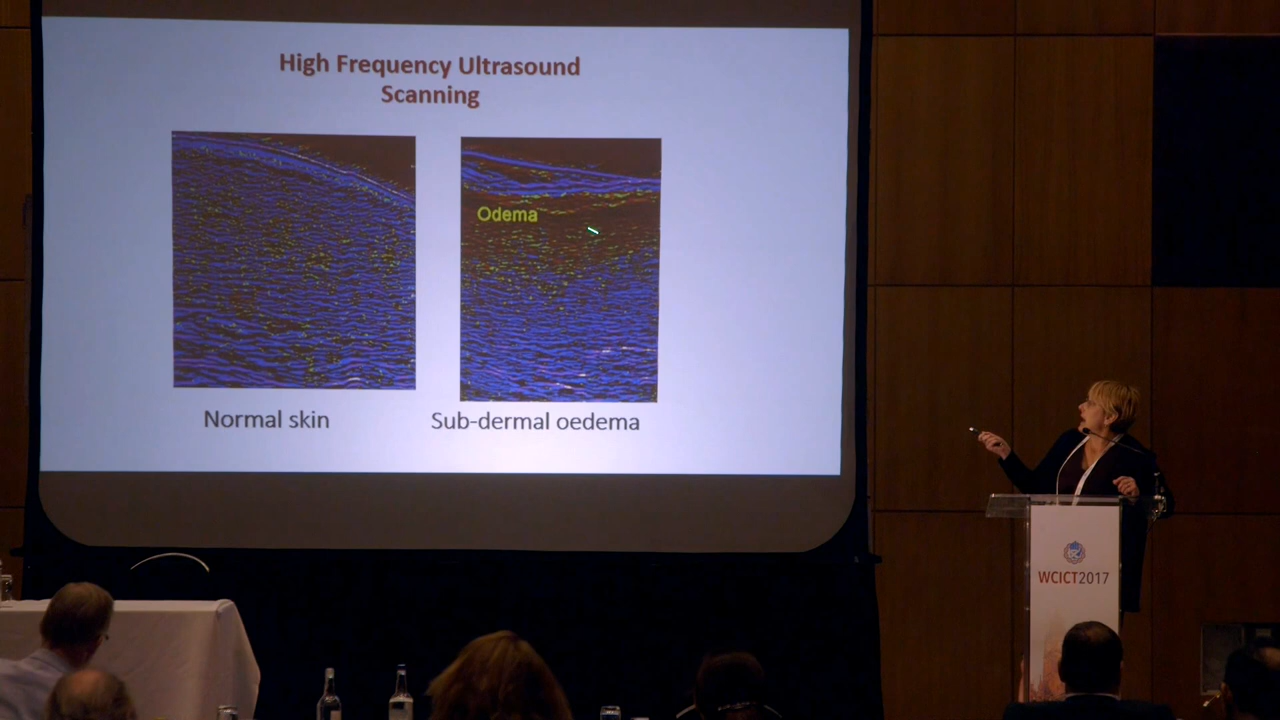 High Frequency Ultrasound
Scanning
Odema
Normal skin
Sub-dermal oedema
WCICT2017